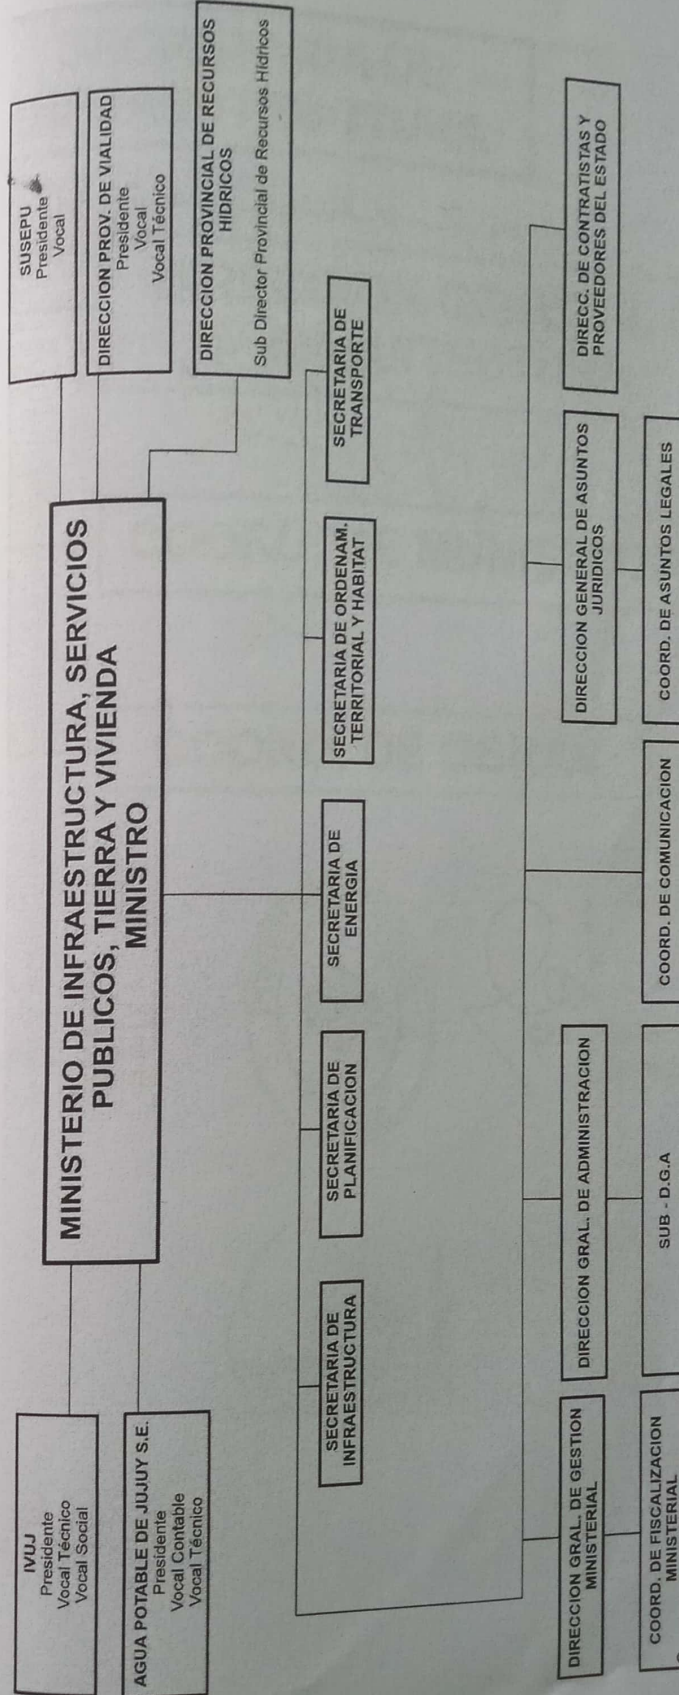 IVUJ
Presidente
Vocal Técnico
Vocal Social
AGUA POTABLE DE JUJUY S.E.
Presidente
Vocal Contable
Vocal Técnico
MINISTERIO DE INFRAESTRUCTURA, SERVICIOS
PUBLICOS, TIERRA Y VIVIENDA
MINISTRO
SUSEPU
Presidente
Vocal
DIRECCION PROV. DE VIALIDAD
Presidente
Vocal
Vocal Técnico
DIRECCION PROVINCIAL DE RECURSOS
HIDRICOS
Sub Director Provincial de Recursos Hídricos
SECRETARIA DE
INFRAESTRUCTURA
SECRETARIA DE
PLANIFICACION
SECRETARIA DE
ENERGIA
SECRETARIA DE ORDENAM.
TERRITORIAL Y HABITAT
SECRETARIA DE
TRANSPORTE
DIRECCION GRAL. DE GESTION
MINISTERIAL
DIRECCION GRAL. DE ADMINISTRACION
DIRECCION GENERAL DE ASUNTOS
JURIDICOS
DIRECC. DE CONTRATISTAS Y
PROVEEDORES DEL ESTADO
COORD. DE FISCALIZACION
MINISTERIAL
SUB - D.G.A
COORD. DE COMUNICACION
COORD. DE ASUNTOS LEGALES